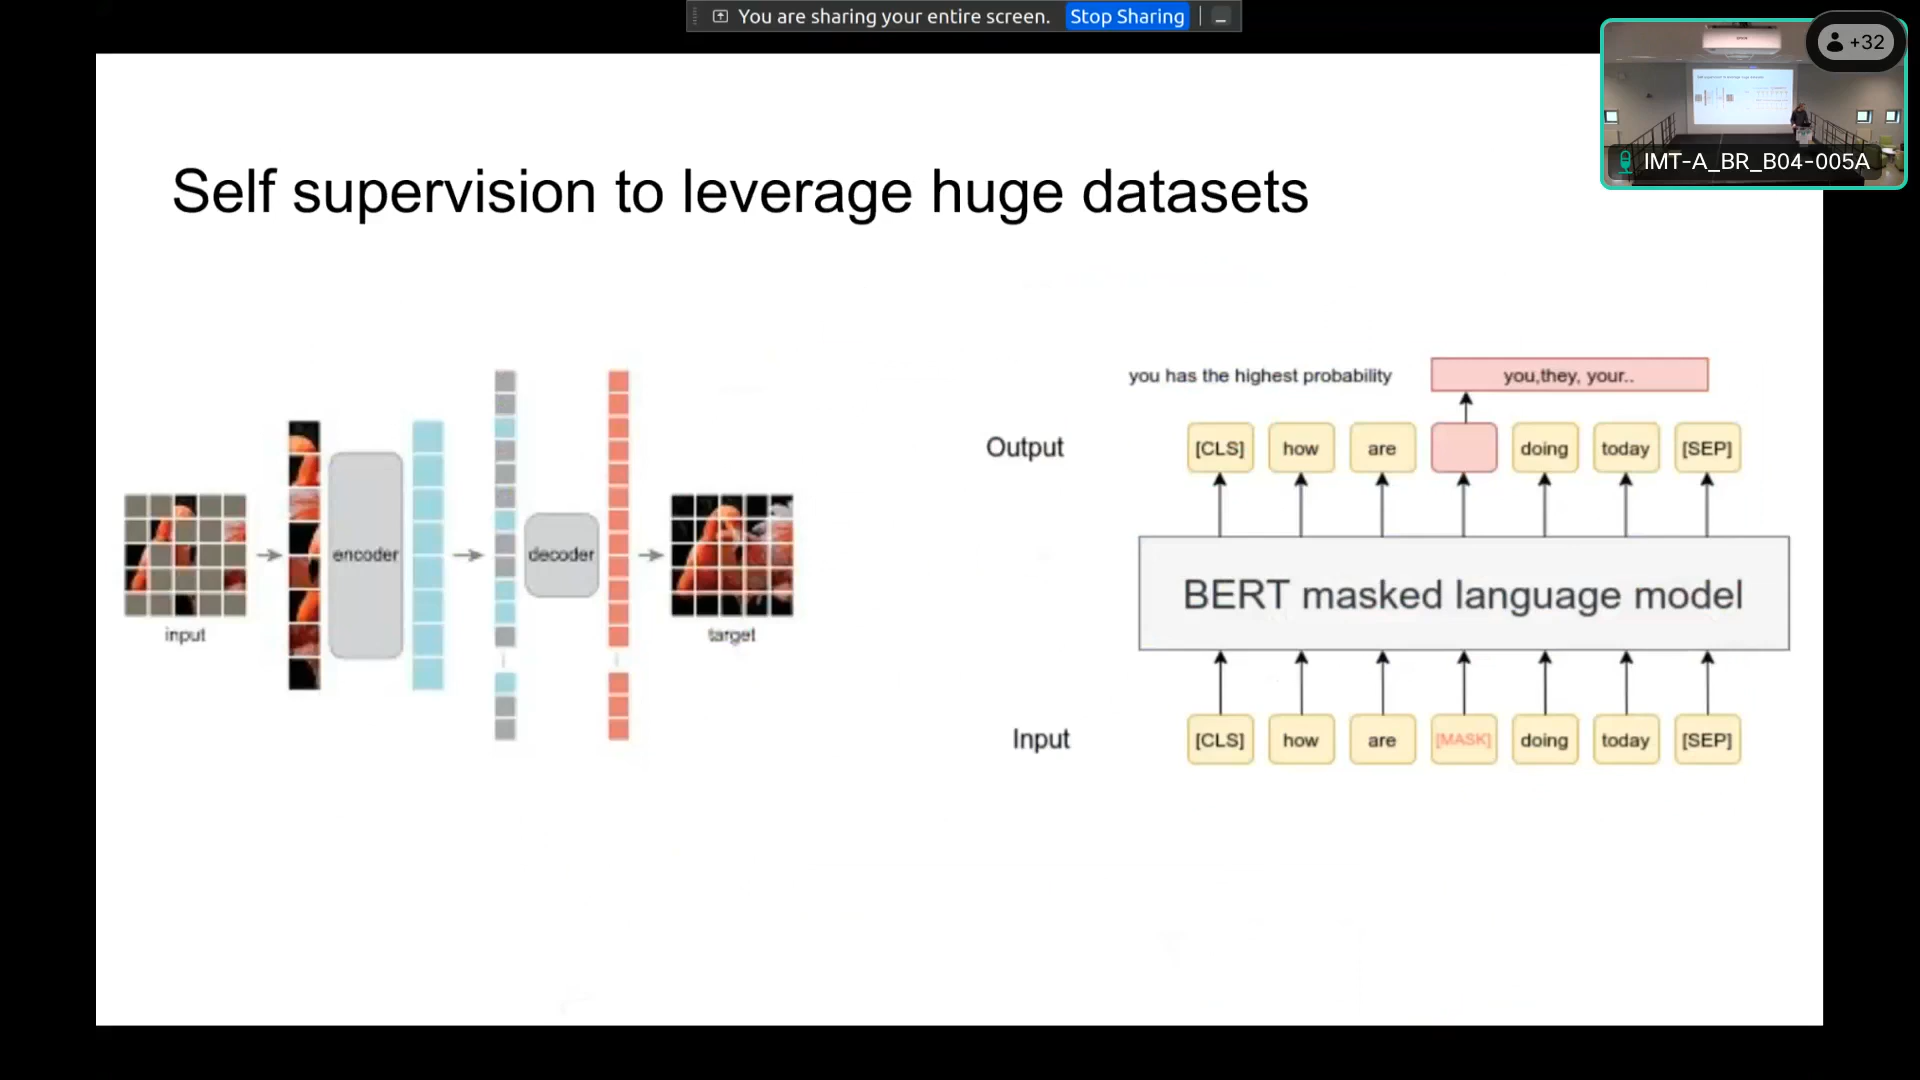 You are sharing your entire screen. Stop Sharing
+32
IMT-A_BR_B04-005A
Self supervision to leverage huge datasets
input
encoder
decoder
target
you has the highest probability
you,they, your..
Output
[CLS] how are doing today [SEP]
BERT masked language model
Input
[CLS] how are [MASK] doing today [SEP]